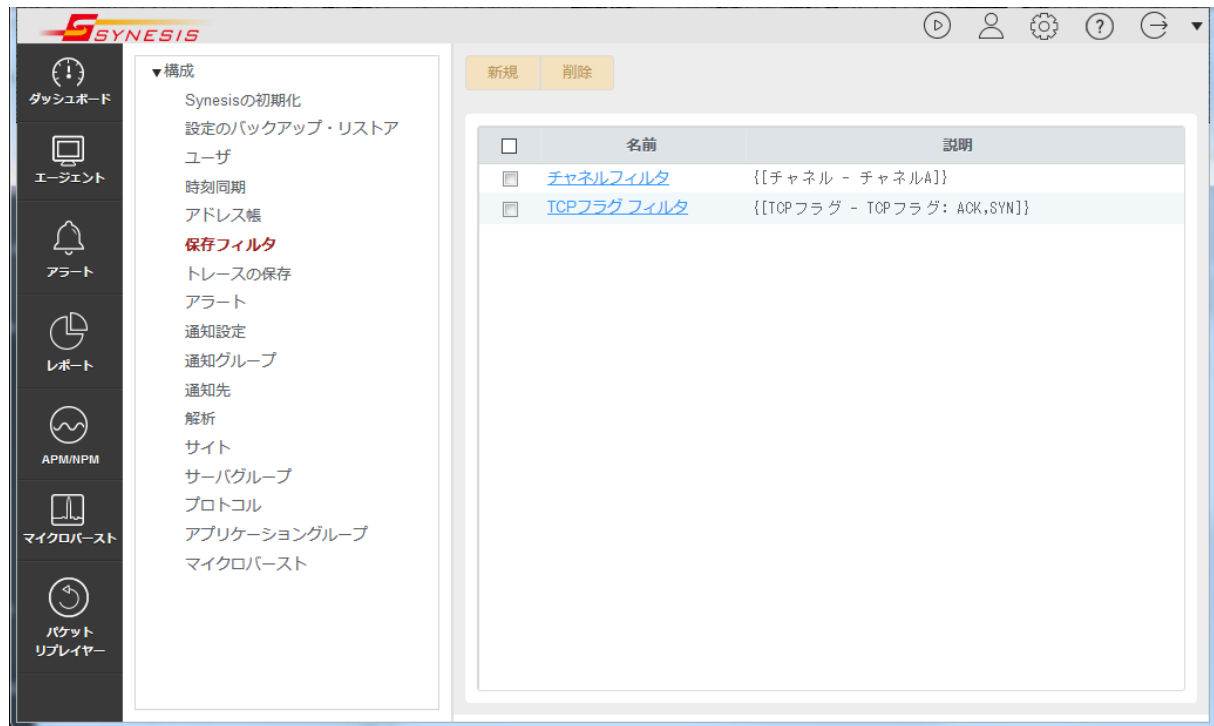 SYNESIS
ダッシュボード
エージェント
アラート
レポート
APM/NPM
マイクロバースト
パケット
リプレイヤー
▼構成
Synesisの初期化
設定のバックアップ・リストア
ユーザ
時刻同期
アドレス帳
保存フィルタ
トレースの保存
アラート
通知設定
通知グループ
通知先
解析
サイト
サーバグループ
プロトコル
アプリケーショングループ
マイクロバースト
新規 削除
名前 説明
チャネルフィルタ {[チャネル - チャネルA]}
TCPフラグ フィルタ {[TCPフラグ - TCPフラグ: ACK,SYN]}